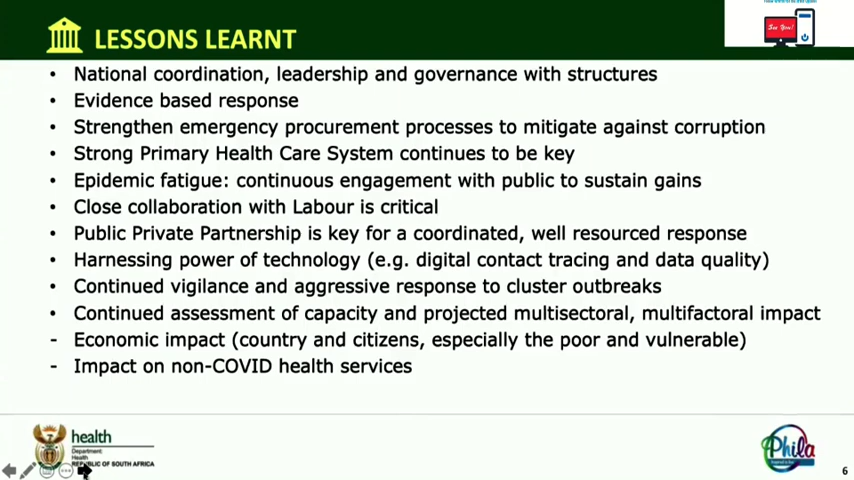 LESSONS LEARNT
See You!
• National coordination, leadership and governance with structures
• Evidence based response
• Strengthen emergency procurement processes to mitigate against corruption
• Strong Primary Health Care System continues to be key
• Epidemic fatigue: continuous engagement with public to sustain gains
• Close collaboration with Labour is critical
• Public Private Partnership is key for a coordinated, well resourced response
• Harnessing power of technology (e.g. digital contact tracing and data quality)
• Continued vigilance and aggressive response to cluster outbreaks
• Continued assessment of capacity and projected multisectoral, multifactoral impact
- Economic impact (country and citizens, especially the poor and vulnerable)
- Impact on non-COVID health services
health
Department:
Health
REPUBLIC OF SOUTH AFRICA
Phila
6